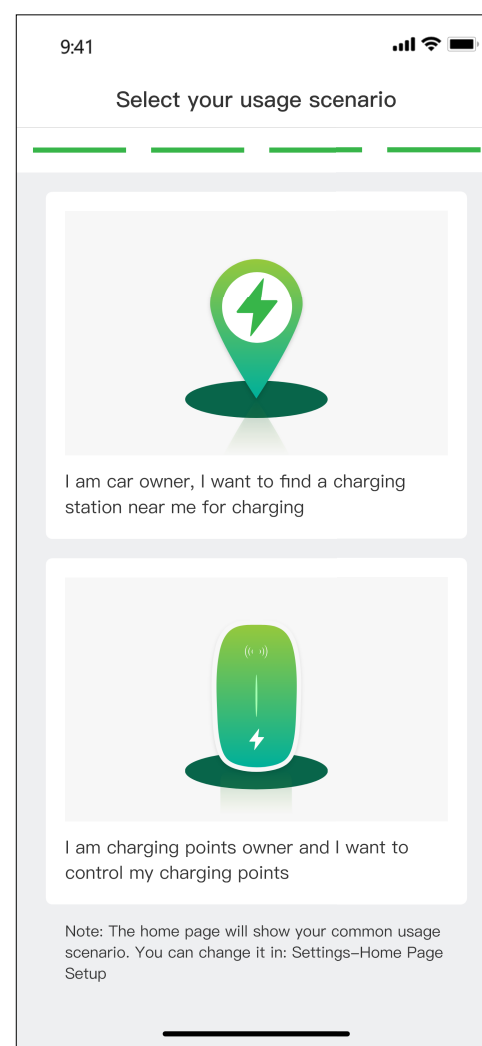 9:41
Select your usage scenario
I am car owner, I want to find a charging
station near me for charging
I am charging points owner and I want to
control my charging points
Note: The home page will show your common usage
scenario. You can change it in: Settings–Home Page
Setup